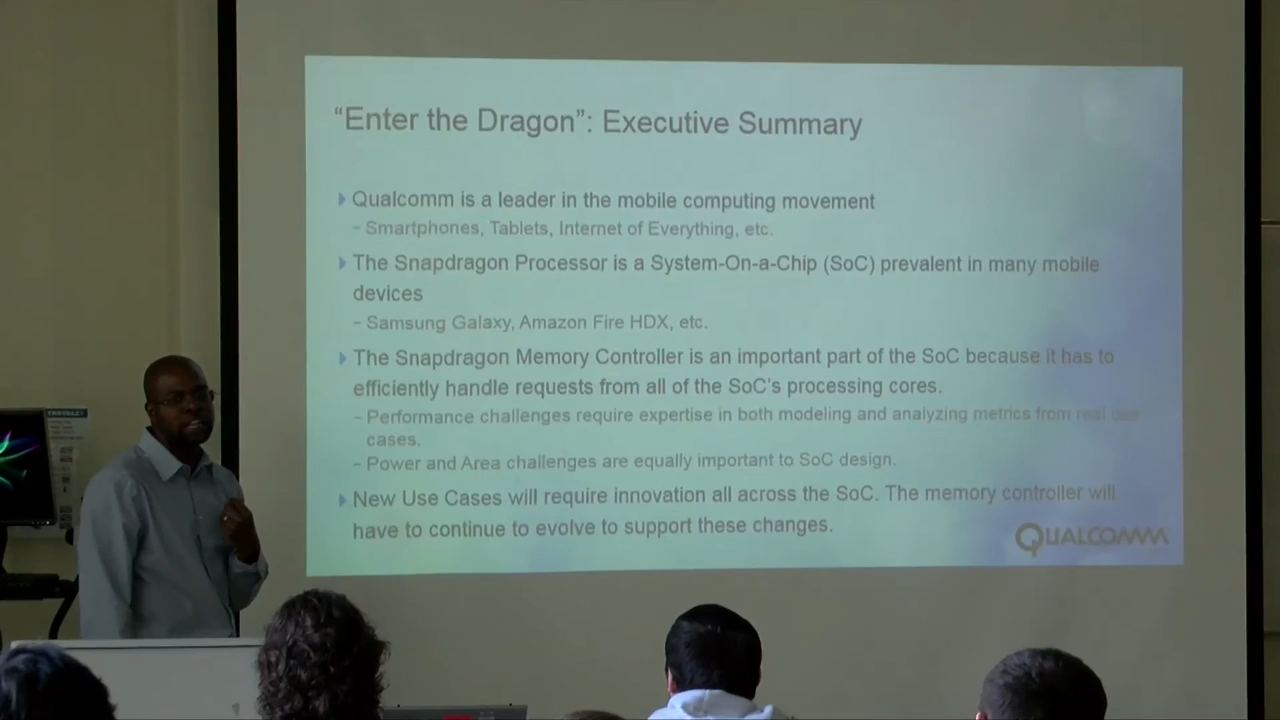 “Enter the Dragon”: Executive Summary
Qualcomm is a leader in the mobile computing movement
– Smartphones, Tablets, Internet of Everything, etc.
The Snapdragon Processor is a System-On-a-Chip (SoC) prevalent in many mobile
devices
– Samsung Galaxy, Amazon Fire HDX, etc.
The Snapdragon Memory Controller is an important part of the SoC because it has to
efficiently handle requests from all of the SoC's processing cores.
– Performance challenges require expertise in both modeling and analyzing metrics from real use
cases.
– Power and Area challenges are equally important to SoC design.
New Use Cases will require innovation all across the SoC. The memory controller will
have to continue to evolve to support these changes.
QUALCOMM